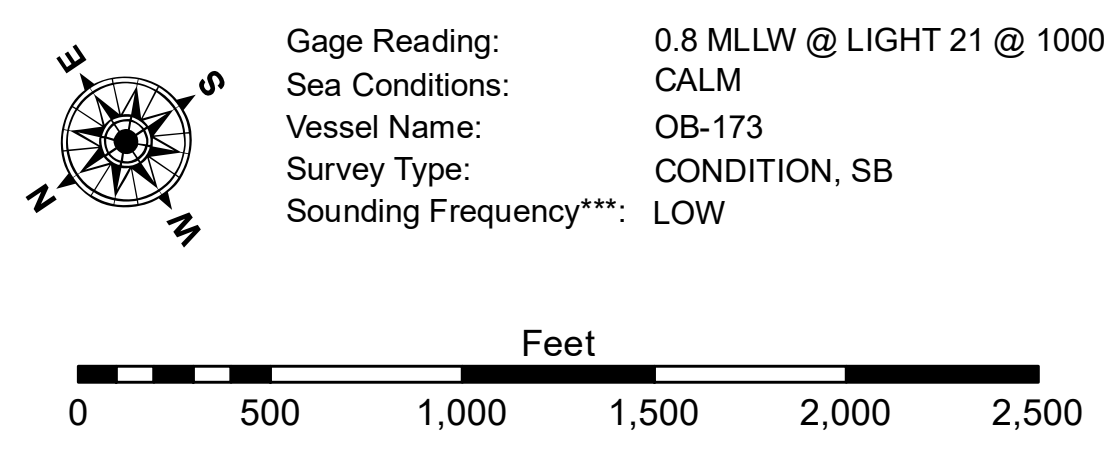 E
S
N
W
Gage Reading: 0.8 MLLW @ LIGHT 21 @ 1000
Sea Conditions: CALM
Vessel Name: OB-173
Survey Type: CONDITION, SB
Sounding Frequency***: LOW
Feet
0 500 1,000 1,500 2,000 2,500